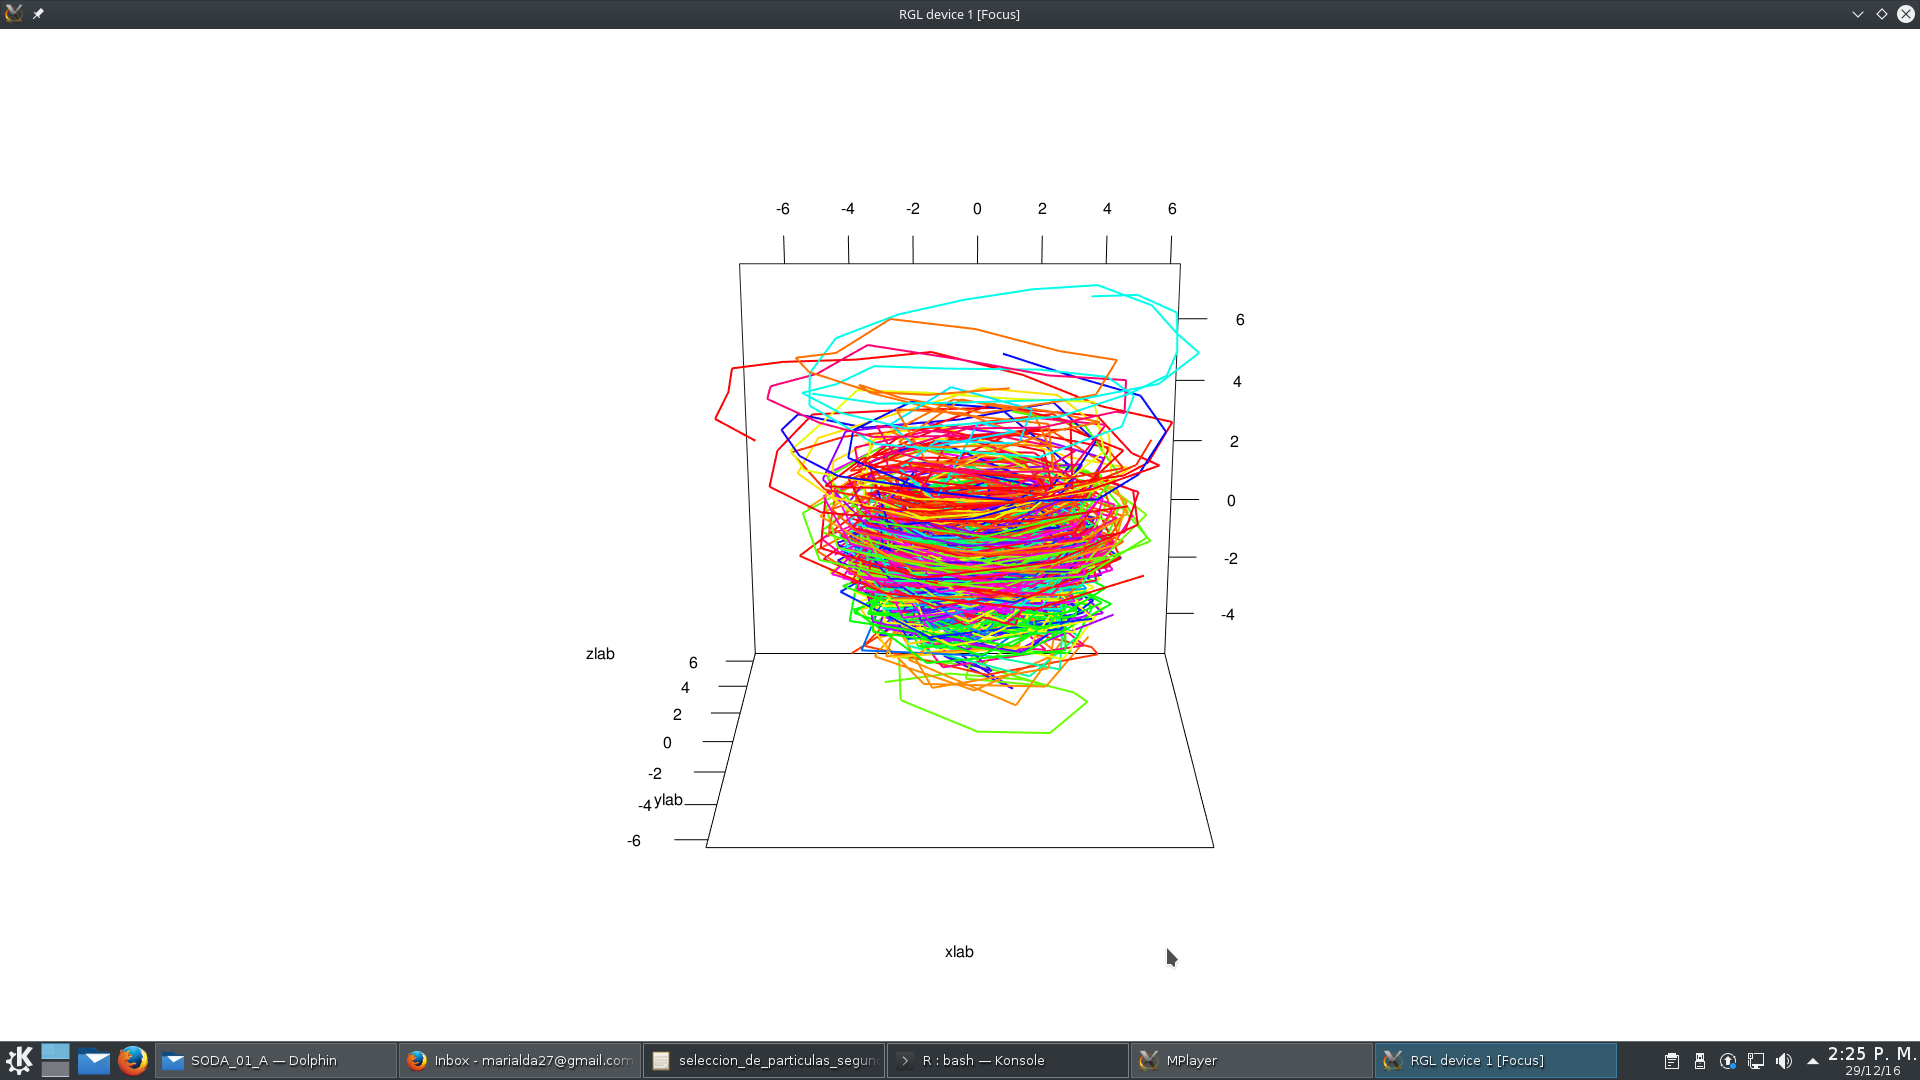 RGL device 1 [Focus]
-6 -4 -2 0 2 4 6
6
4
2
0
-2
-4
zlab
6
4
2
0
-2
-4
ylab
-6
xlab
SODA_01_A — Dolphin
Inbox - marialda27@gmail.com
seleccion_de_particulas_segun
R : bash — Konsole
MPlayer
RGL device 1 [Focus]
2:25 P. M.
29/12/16